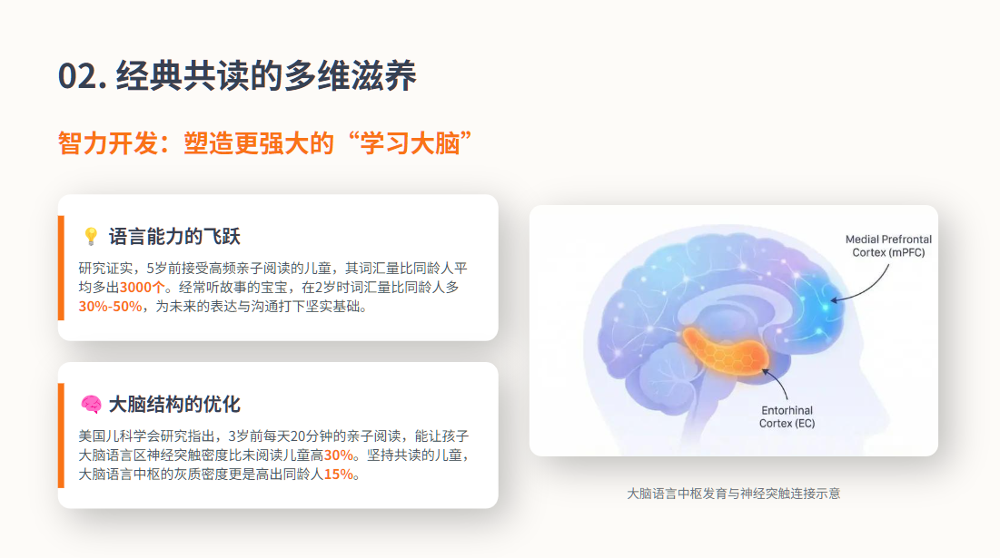 02. 经典共读的多维滋养
智力开发：塑造更强大的“学习大脑”
💡 语言能力的飞跃
研究证实，5岁前接受高频亲子阅读的儿童，其词汇量比同龄人平
均多出3000个。经常听故事的宝宝，在2岁时词汇量比同龄人多
30%-50%，为未来的表达与沟通打下坚实基础。
🧠 大脑结构的优化
美国儿科学会研究指出，3岁前每天20分钟的亲子阅读，能让孩子
大脑语言区神经突触密度比未阅读儿童高30%。坚持共读的儿童，
大脑语言中枢的灰质密度更是高出同龄人15%。
Medial Prefrontal
Cortex (mPFC)
Entorhinal
Cortex (EC)
大脑语言中枢发育与神经突触连接示意